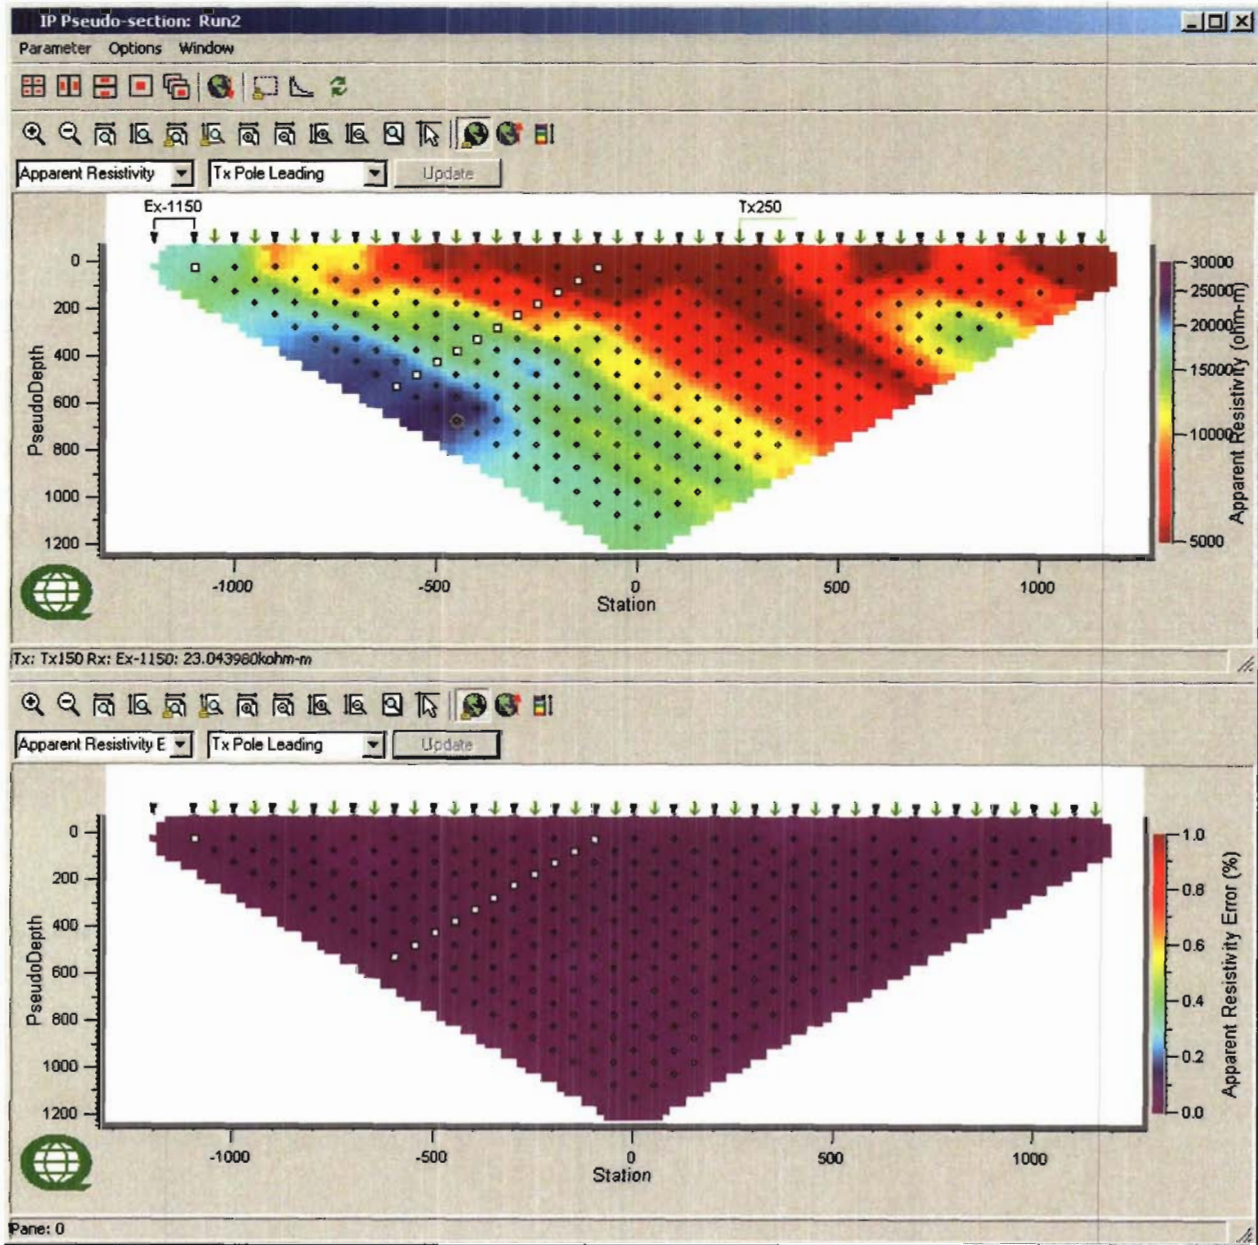 IP Pseudo-section: Run2
Parameter Options Window
Apparent Resistivity Tx Pole Leading Update
Ex-1150 Tx250
0
200
400
600
800
1000
1200
PseudoDepth
30000
25000
20000
15000
10000
5000
Apparent Resistivity (ohm-m)
-1000 -500 0 500 1000
Station
Tx: Tx150 Rx: Ex-1150: 23.043980kohm-m
Apparent Resistivity E Tx Pole Leading Update
0
200
400
600
800
1000
1200
PseudoDepth
1.0
0.8
0.6
0.4
0.2
0.0
Apparent Resistivity Error (%)
-1000 -500 0 500 1000
Station
Pane: 0